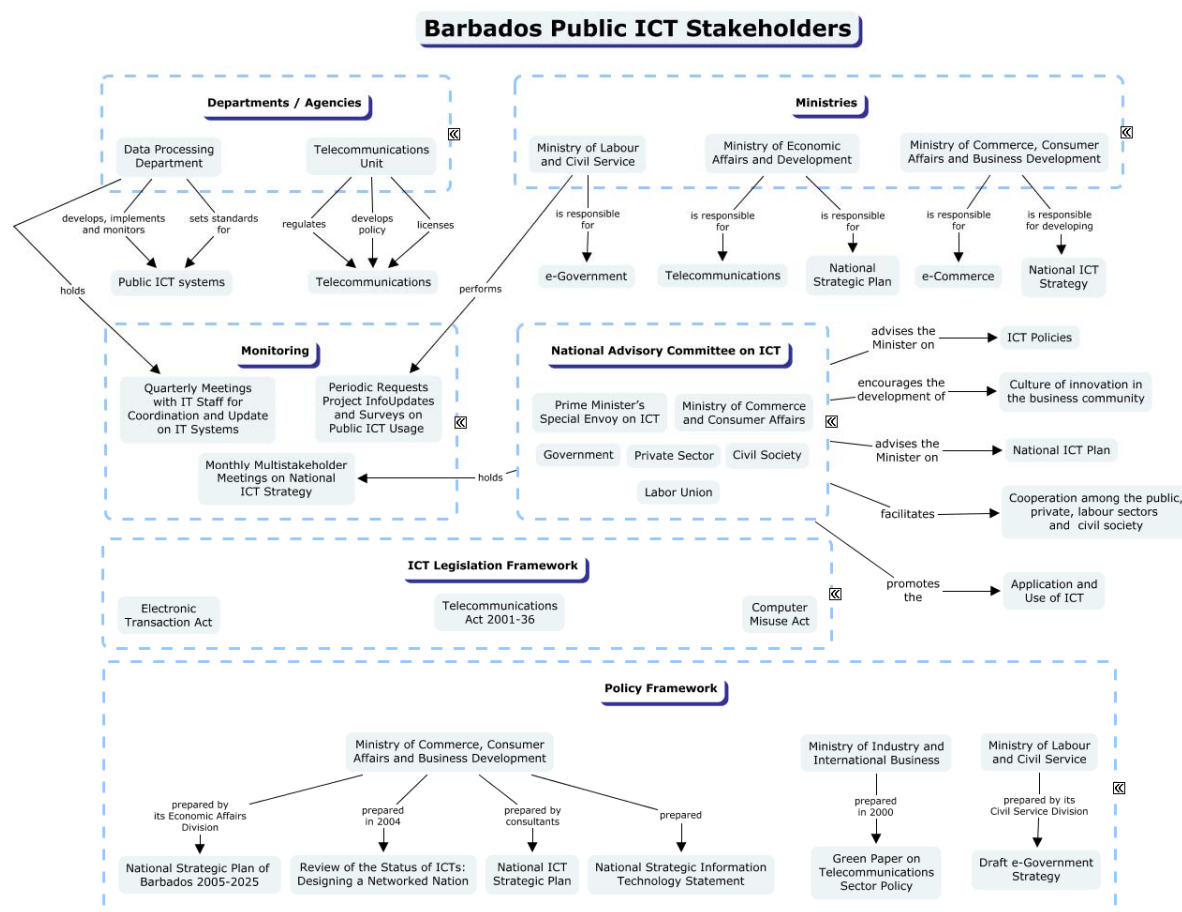 Barbados Public ICT Stakeholders
Departments / Agencies
Data Processing
Department
Telecommunications
Unit
develops, implements
and monitors
sets standards
for
regulates
develops
policy
licenses
Public ICT systems
Telecommunications
holds
Ministries
Ministry of Labour
and Civil Service
Ministry of Economic
Affairs and Development
Ministry of Commerce, Consumer
Affairs and Business Development
is responsible
for
is responsible
for
is responsible
for
is responsible
for
is responsible
for developing
e-Government
Telecommunications
National
Strategic Plan
e-Commerce
National ICT
Strategy
performs
Monitoring
Quarterly Meetings
with IT Staff for
Coordination and Update
on IT Systems
Periodic Requests
Project InfoUpdates
and Surveys on
Public ICT Usage
Monthly Multistakeholder
Meetings on National
ICT Strategy
holds
National Advisory Committee on ICT
Prime Minister's
Special Envoy on ICT
Ministry of Commerce
and Consumer Affairs
Government
Private Sector
Civil Society
Labor Union
advises the
Minister on
ICT Policies
encourages the
development of
Culture of innovation in
the business community
advises the
Minister on
National ICT Plan
facilitates
Cooperation among the public,
private, labour sectors
and civil society
promotes
the
Application and
Use of ICT
ICT Legislation Framework
Electronic
Transaction Act
Telecommunications
Act 2001-36
Computer
Misuse Act
Policy Framework
Ministry of Commerce, Consumer
Affairs and Business Development
Ministry of Industry and
International Business
Ministry of Labour
and Civil Service
prepared by
its Economic Affairs
Division
prepared
in 2004
prepared by
consultants
prepared
prepared
in 2000
prepared by its
Civil Service Division
National Strategic Plan of
Barbados 2005-2025
Review of the Status of ICTs:
Designing a Networked Nation
National ICT
Strategic Plan
National Strategic Information
Technology Statement
Green Paper on
Telecommunications
Sector Policy
Draft e-Government
Strategy